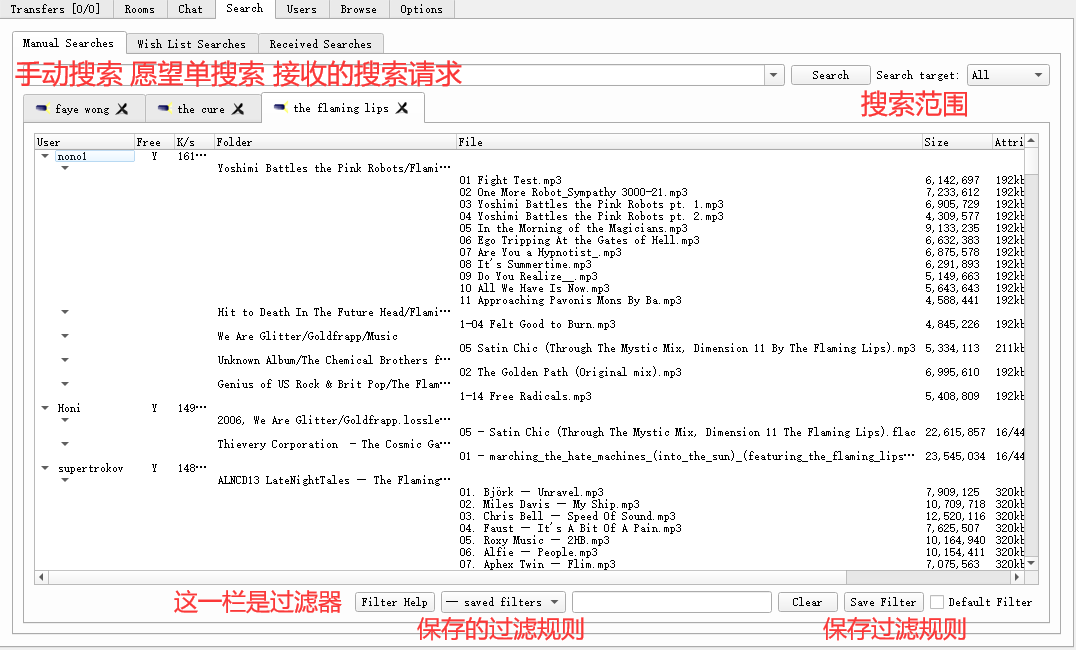 Transfers [0/0] Rooms Chat Search Users Browse Options
Manual Searches Wish List Searches Received Searches
手动搜索 愿望单搜索 接收的搜索请求
Search Search target: All
搜索范围
faye wong the cure the flaming lips
User Free K/s Folder File Size Attri
nono1 Y 161···
Yoshimi Battles the Pink Robots/Flami···
01 Fight Test.mp3 6,142,697 192kb
02 One More Robot_Sympathy 3000-21.mp3 7,233,612 192kb
03 Yoshimi Battles the Pink Robots pt. 1.mp3 6,905,729 192kb
04 Yoshimi Battles the Pink Robots pt. 2.mp3 4,309,577 192kb
05 In the Morning of the Magicians.mp3 9,133,235 192kb
06 Ego Tripping At the Gates of Hell.mp3 6,632,383 192kb
07 Are You a Hypnotist_.mp3 6,875,578 192kb
08 It's Summertime.mp3 6,291,893 192kb
09 Do You Realize__.mp3 5,149,663 192kb
10 All We Have Is Now.mp3 5,643,643 192kb
11 Approaching Pavonis Mons By Ba.mp3 4,588,441 192kb
Hit to Death In The Future Head/Flami···
1-04 Felt Good to Burn.mp3 4,845,226 192kb
We Are Glitter/Goldfrapp/Music
05 Satin Chic (Through The Mystic Mix, Dimension 11 By The Flaming Lips).mp3 5,334,113 211kb
Unknown Album/The Chemical Brothers f···
02 The Golden Path (Original mix).mp3 6,995,610 192kb
Genius of US Rock & Brit Pop/The Flam···
1-14 Free Radicals.mp3 5,408,809 192kb
Honi Y 149···
2006, We Are Glitter/Goldfrapp.lossle···
05 - Satin Chic (Through The Mystic Mix, Dimension 11 The Flaming Lips).flac 22,615,857 16/44
Thievery Corporation - The Cosmic Ga···
01 - marching_the_hate_machines_(into_the_sun)_(featuring_the_flaming_lips··· 23,545,034 16/44
supertrokov Y 148···
ALNCD13 LateNightTales — The Flaming···
01. Björk — Unravel.mp3 7,909,125 320kb
02. Miles Davis — My Ship.mp3 10,709,718 320kb
03. Chris Bell — Speed Of Sound.mp3 12,520,116 320kb
04. Faust — It's A Bit Of A Pain.mp3 7,625,507 320kb
05. Roxy Music — 2HB.mp3 10,164,940 320kb
06. Alfie — People.mp3 10,154,411 320kb
07. Aphex Twin — Flim.mp3 7,075,563 320kb
这一栏是过滤器 Filter Help — saved filters Clear Save Filter Default Filter
保存的过滤规则 保存过滤规则